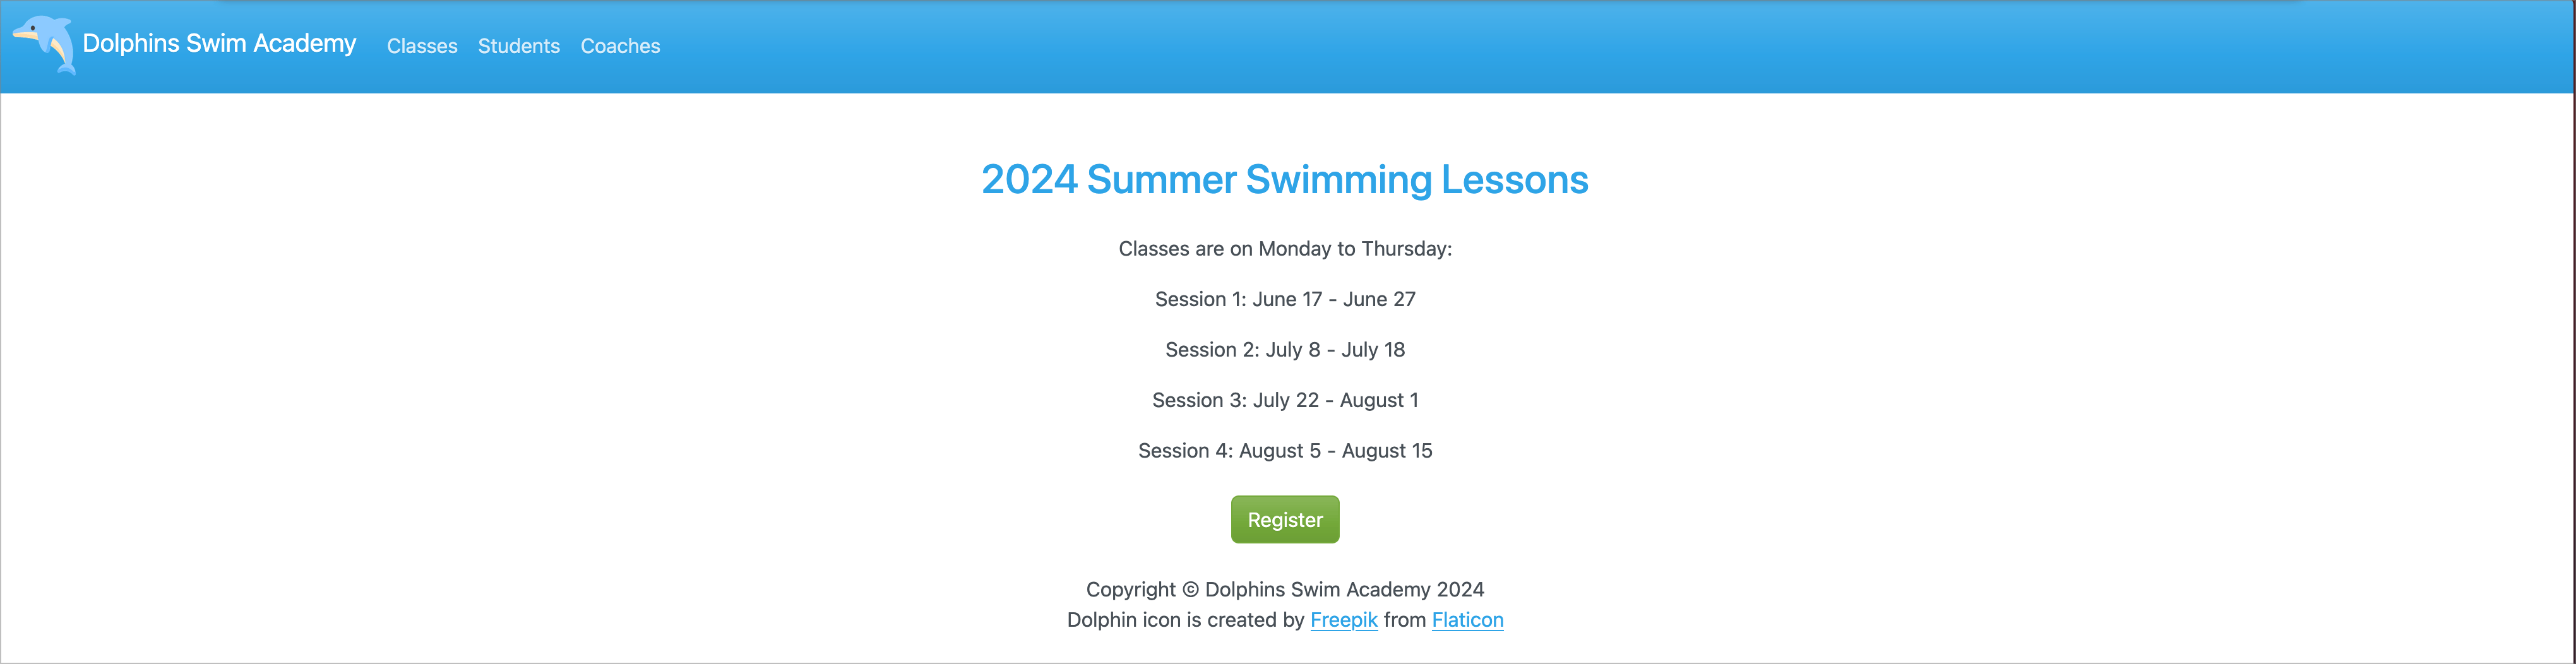 Dolphins Swim Academy Classes Students Coaches
2024 Summer Swimming Lessons
Classes are on Monday to Thursday:
Session 1: June 17 - June 27
Session 2: July 8 - July 18
Session 3: July 22 - August 1
Session 4: August 5 - August 15
Register
Copyright © Dolphins Swim Academy 2024
Dolphin icon is created by Freepik from Flaticon